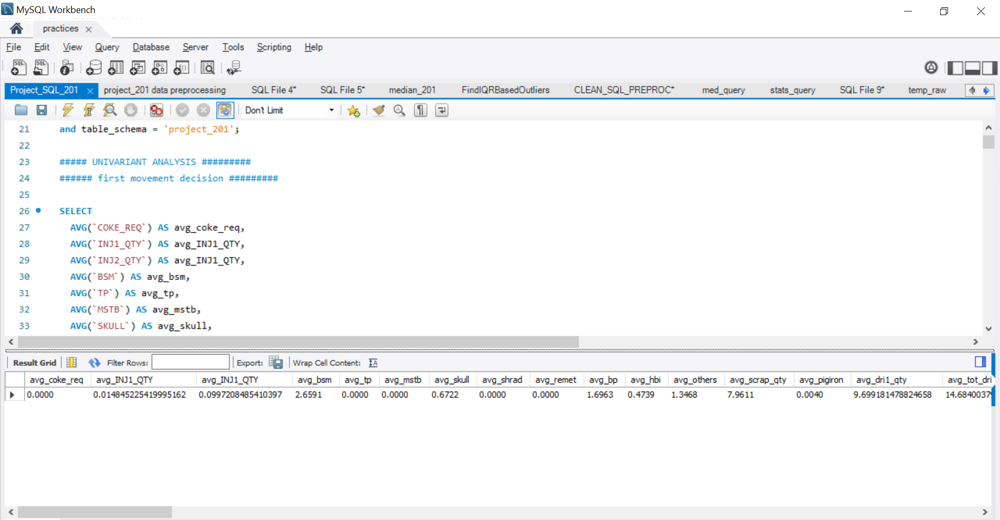 MySQL Workbench
practices
File Edit View Query Database Server Tools Scripting Help
Project_SQL_201 project_201 data preprocessing SQL File 4* SQL File 5* median_201 FindIQRBasedOutliers CLEAN_SQL_PREPROC* med_query stats_query SQL File 9* temp_raw
Don't Limit
21 and table_schema = 'project_201';
22
23 ##### UNIVARIANT ANALYSIS #########
24 ###### first movement decision #########
25
26 SELECT
27 AVG(`COKE_REQ`) AS avg_coke_req,
28 AVG(`INJ1_QTY`) AS avg_INJ1_QTY,
29 AVG(`INJ2_QTY`) AS avg_INJ1_QTY,
30 AVG(`BSM`) AS avg_bsm,
31 AVG(`TP`) AS avg_tp,
32 AVG(`MSTB`) AS avg_mstb,
33 AVG(`SKULL`) AS avg_skull,
Result Grid Filter Rows: Export: Wrap Cell Content:
avg_coke_req avg_INJ1_QTY avg_INJ1_QTY avg_bsm avg_tp avg_mstb avg_skull avg_shrad avg_remet avg_bp avg_hbi avg_others avg_scrap_qty avg_pigiron avg_dri1_qty avg_tot_dri
0.0000 0.014845225419995162 0.0997208485410397 2.6591 0.0000 0.0000 0.6722 0.0000 0.0000 1.6963 0.4739 1.3468 7.9611 0.0040 9.699181478824658 14.6840037